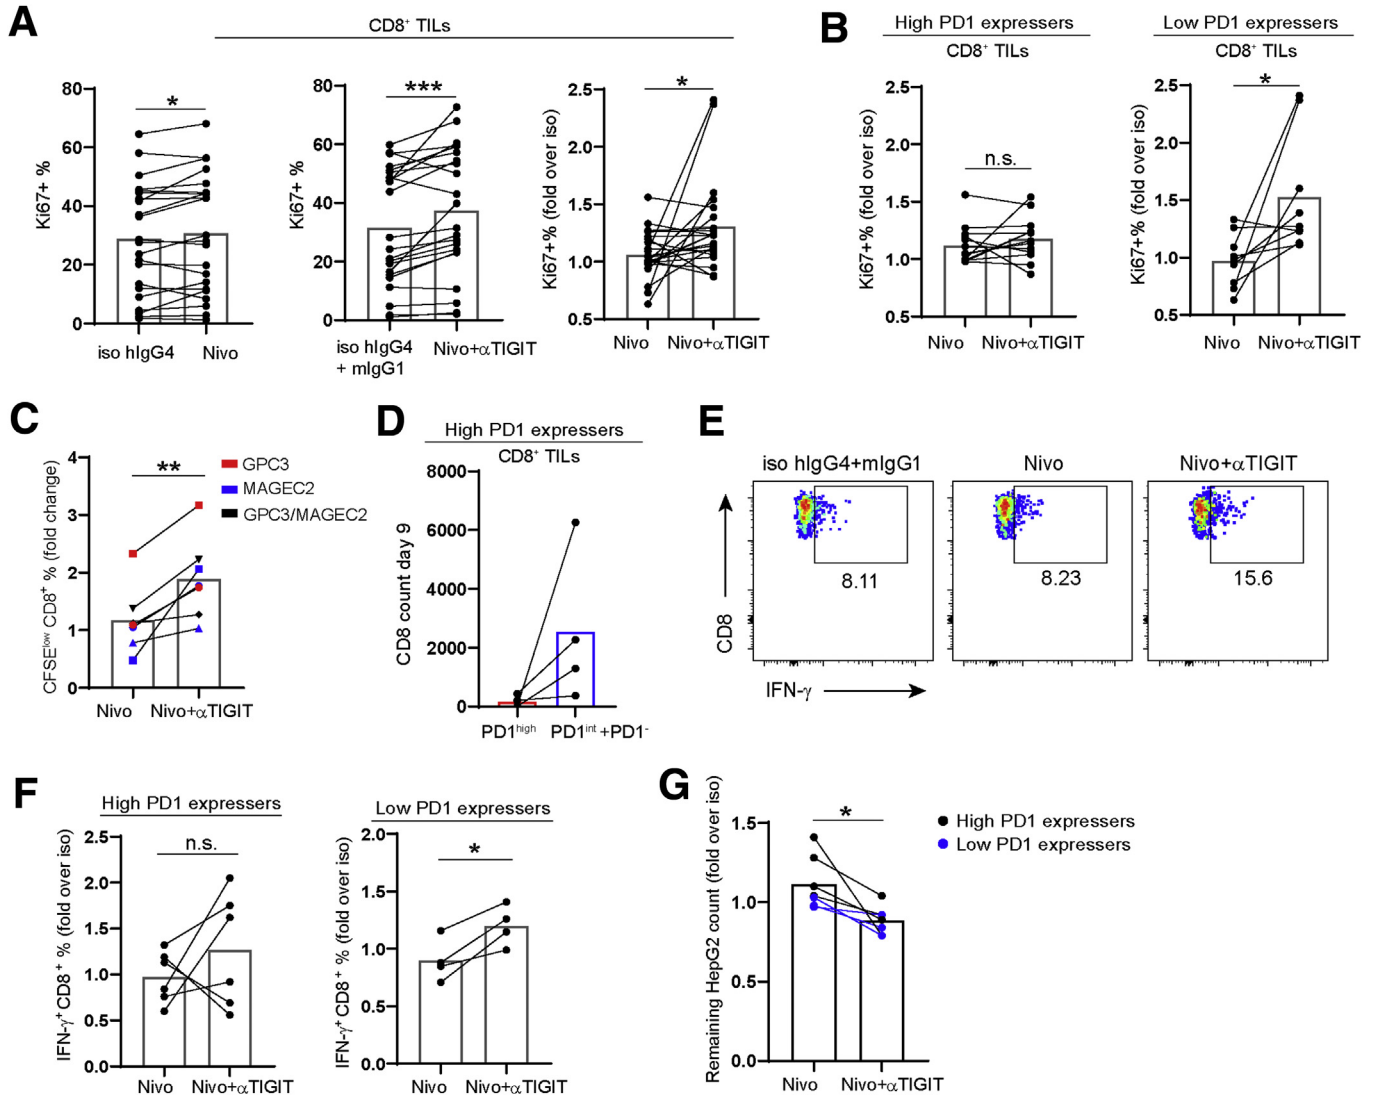 A
CD8⁺ TILs
Ki67+ %
80
60
40
20
0
*
iso hIgG4
Nivo
Ki67+ %
80
60
40
20
0
***
iso hIgG4
+ mIgG1
Nivo+αTIGIT
Ki67+% (fold over iso)
2.5
2.0
1.5
1.0
0.5
*
Nivo
Nivo+αTIGIT
B
High PD1 expressers
CD8⁺ TILs
Ki67+% (fold over iso)
2.5
2.0
1.5
1.0
0.5
n.s.
Nivo
Nivo+αTIGIT
Low PD1 expressers
CD8⁺ TILs
Ki67+% (fold over iso)
2.5
2.0
1.5
1.0
0.5
*
Nivo
Nivo+αTIGIT
C
CFSEˡᵒʷ CD8⁺ % (fold change)
4
3
2
1
0
**
GPC3
MAGEC2
GPC3/MAGEC2
Nivo
Nivo+αTIGIT
D
High PD1 expressers
CD8⁺ TILs
CD8 count day 9
8000
6000
4000
2000
0
PD1ʰⁱᵍʰ
PD1ⁱⁿᵗ +PD1⁻
E
iso hIgG4+mIgG1
Nivo
Nivo+αTIGIT
8.11
8.23
15.6
CD8
IFN-γ
F
High PD1 expressers
IFN-γ⁺ CD8⁺ % (fold over iso)
2.5
2.0
1.5
1.0
0.5
0.0
n.s.
Nivo
Nivo+αTIGIT
Low PD1 expressers
IFN-γ⁺ CD8⁺ % (fold over iso)
2.0
1.5
1.0
0.5
0.0
*
Nivo
Nivo+αTIGIT
G
Remaining HepG2 count (fold over iso)
1.5
1.0
0.5
0.0
*
High PD1 expressers
Low PD1 expressers
Nivo
Nivo+αTIGIT